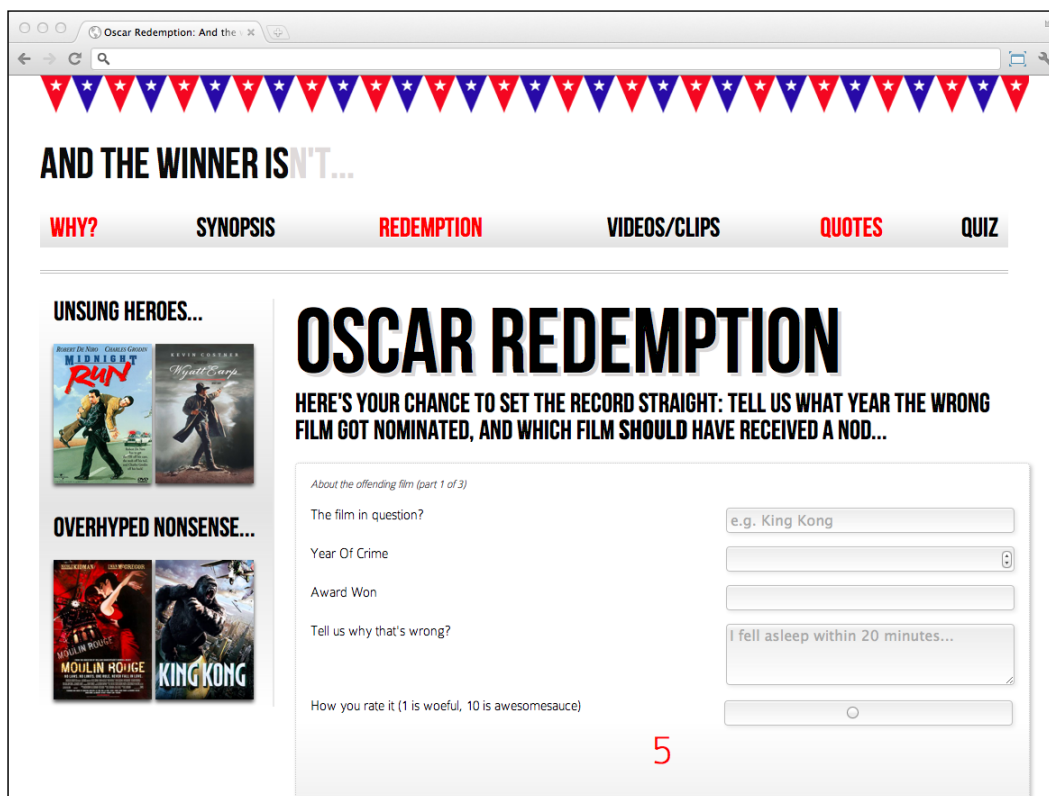 Oscar Redemption: And the
AND THE WINNER ISN'T...
WHY? SYNOPSIS REDEMPTION VIDEOS/CLIPS QUOTES QUIZ
UNSUNG HEROES...
ROBERT DE NIRO CHARLES GRODIN
MIDNIGHT
RUN
KEVIN COSTNER
Wyatt Earp
OVERHYPED NONSENSE...
MOULIN ROUGE
MOULIN ROUGE
KING KONG
OSCAR REDEMPTION
HERE'S YOUR CHANCE TO SET THE RECORD STRAIGHT: TELL US WHAT YEAR THE WRONG
FILM GOT NOMINATED, AND WHICH FILM SHOULD HAVE RECEIVED A NOD...
About the offending film (part 1 of 3)
The film in question? e.g. King Kong
Year Of Crime
Award Won
Tell us why that's wrong? I fell asleep within 20 minutes...
How you rate it (1 is woeful, 10 is awesomesauce)
5